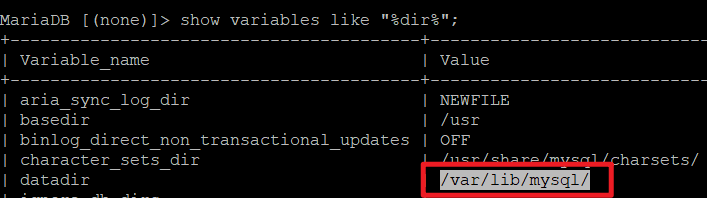 MariaDB [(none)]> show variables like "%dir%";
+-----------------------------------------+----------------------------
| Variable_name | Value
+-----------------------------------------+----------------------------
| aria_sync_log_dir | NEWFILE
| basedir | /usr
| binlog_direct_non_transactional_updates | OFF
| character_sets_dir | /usr/share/mysql/charsets/
| datadir | /var/lib/mysql/